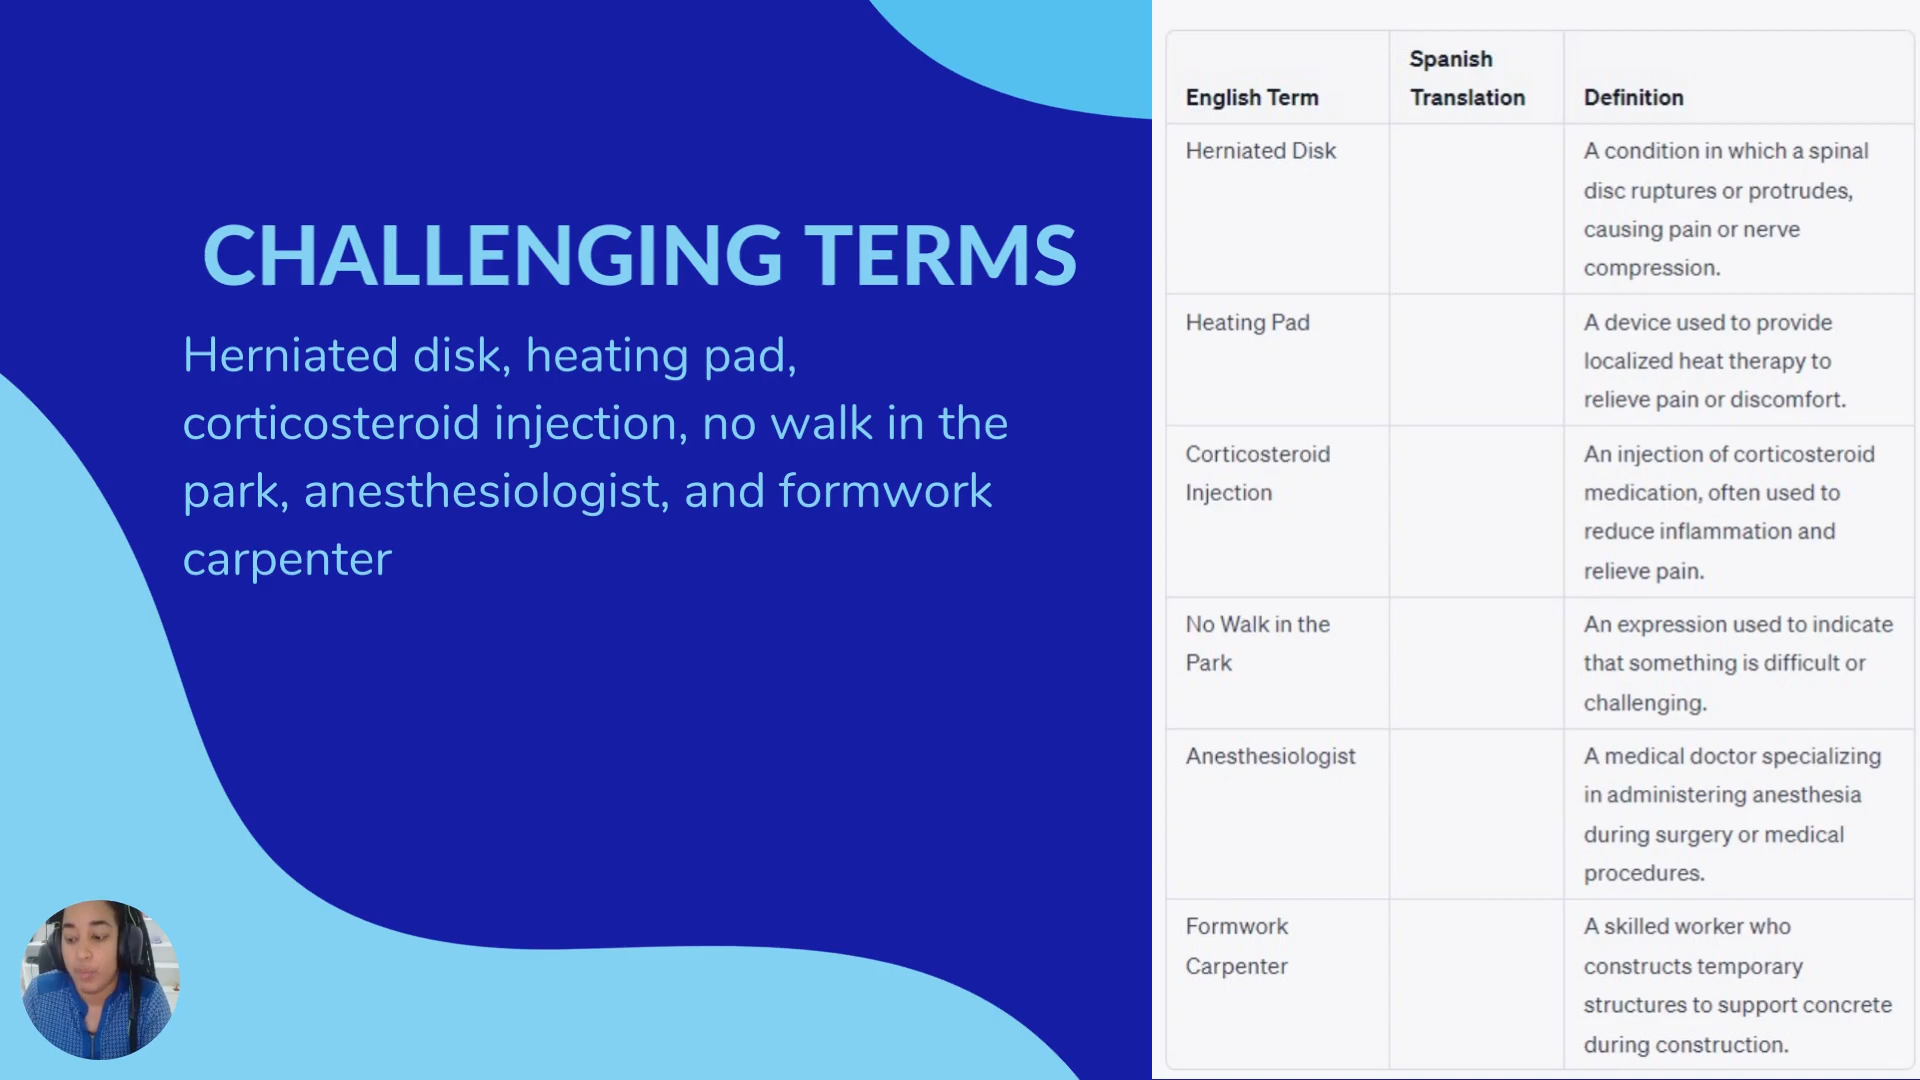 CHALLENGING TERMS
Herniated disk, heating pad,
corticosteroid injection, no walk in the
park, anesthesiologist, and formwork
carpenter
Spanish
English Term Translation Definition
Herniated Disk A condition in which a spinal
disc ruptures or protrudes,
causing pain or nerve
compression.
Heating Pad A device used to provide
localized heat therapy to
relieve pain or discomfort.
Corticosteroid An injection of corticosteroid
Injection medication, often used to
reduce inflammation and
relieve pain.
No Walk in the An expression used to indicate
Park that something is difficult or
challenging.
Anesthesiologist A medical doctor specializing
in administering anesthesia
during surgery or medical
procedures.
Formwork A skilled worker who
Carpenter constructs temporary
structures to support concrete
during construction.